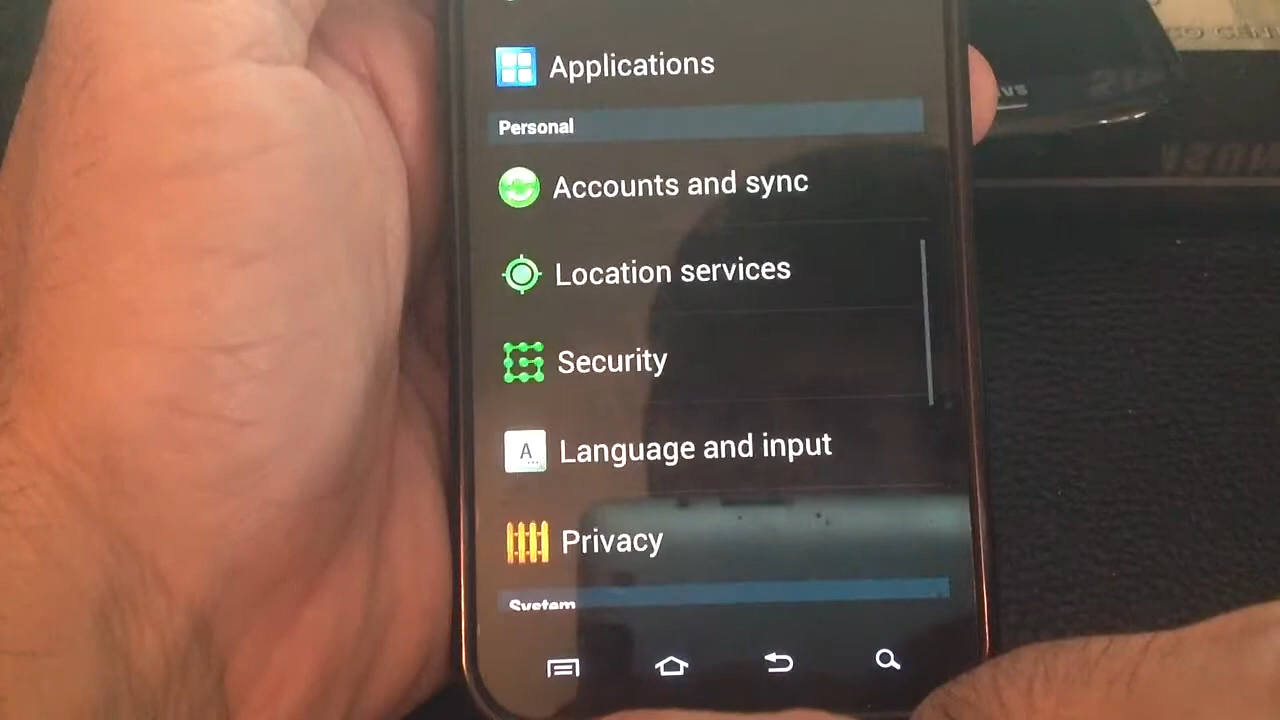 Applications
Personal
Accounts and sync
Location services
Security
A...
Language and input
Privacy
System